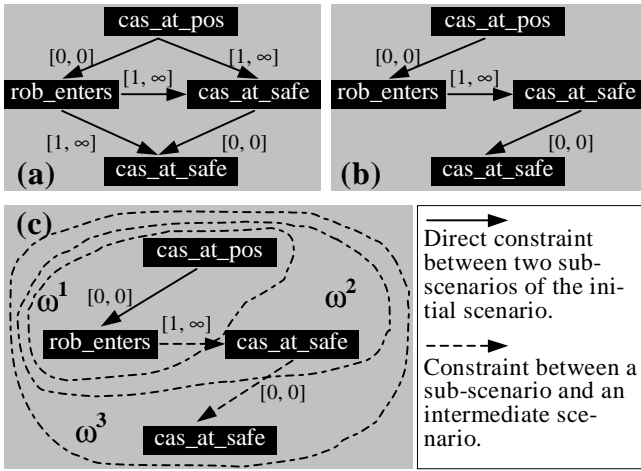 cas_at_pos
[0, 0]
[1, ∞]
rob_enters
[1, ∞]
cas_at_safe
[1, ∞]
[0, 0]
(a)
cas_at_safe
cas_at_pos
[0, 0]
rob_enters
[1, ∞]
cas_at_safe
[0, 0]
(b)
cas_at_safe
(c)
cas_at_pos
ω1
[0, 0]
ω2
rob_enters
[1, ∞]
cas_at_safe
[0, 0]
ω3
cas_at_safe
Direct constraint
between two sub-
scenarios of the ini-
tial scenario.
Constraint between a
sub-scenario and an
intermediate sce-
nario.